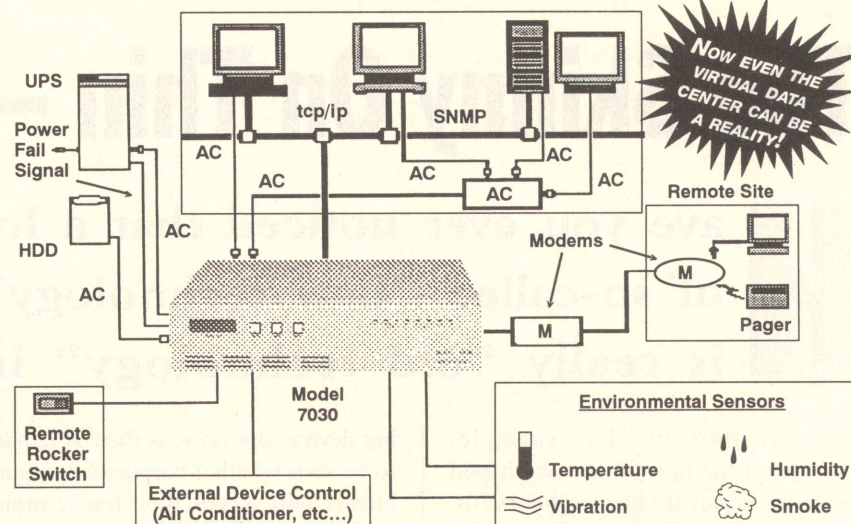 UPS
Power
Fail
Signal
HDD
AC
AC
AC
AC
tcp/ip
SNMP
AC
AC
AC
AC
NOW EVEN THE
VIRTUAL DATA
CENTER CAN BE
A REALITY!
Remote Site
Modems
M
M
Pager
Model
7030
Remote
Rocker
Switch
External Device Control
(Air Conditioner, etc...)
Environmental Sensors
Temperature
Humidity
Vibration
Smoke